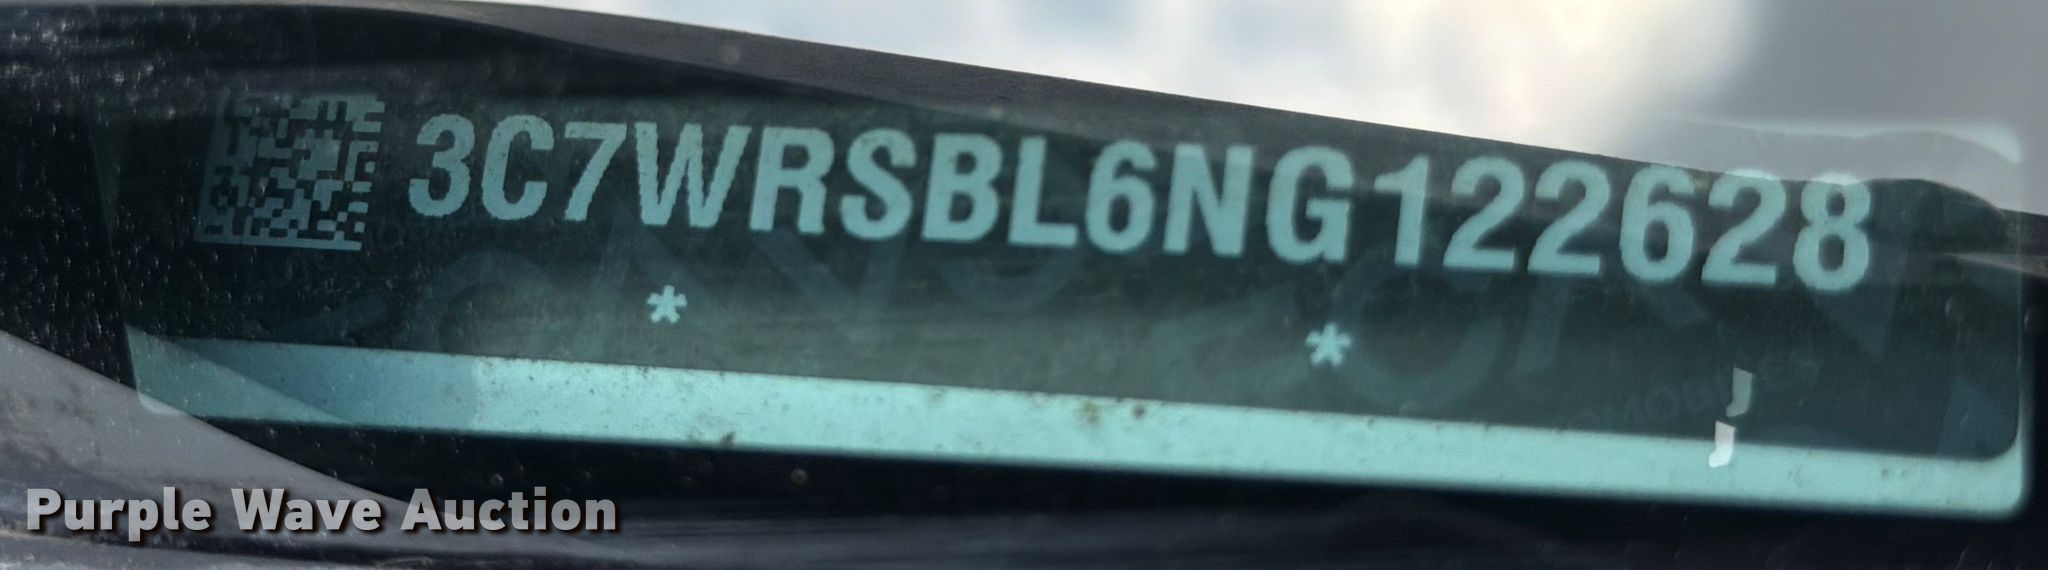 3C7WRSBL6NG122628
* *
Purple Wave Auction